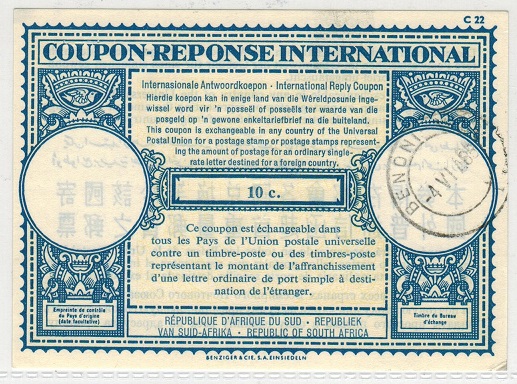 C 22
COUPON-REPONSE INTERNATIONAL
Internasionale Antwoordkoepon - International Reply Coupon
Hierdie koepon kan in enige land van die Wêreldposunie inge-
wissel word vir 'n posseël of posseëls ter waarde van die
posgeld op 'n gewone enkeltariefbrief na die buiteland.
This coupon is exchangeable in any country of the Universal
Postal Union for a postage stamp or postage stamps represent-
ing the amount of postage for an ordinary single-
rate letter destined for a foreign country.
10 c.
BENONI
Ce coupon est échangeable dans
tous les Pays de l'Union postale universelle
contre un timbre-poste ou des timbres-poste
représentant le montant de l'affranchissement
d'une lettre ordinaire de port simple à desti-
nation de l'étranger.
Empreinte de contrôle
du Pays d'origine
(date facultative)
Timbre du Bureau
d'échange
RÉPUBLIQUE D'AFRIQUE DU SUD - REPUBLIEK
VAN SUID-AFRIKA - REPUBLIC OF SOUTH AFRICA
BENZIGER & CIE, S.A. EINSIEDELN